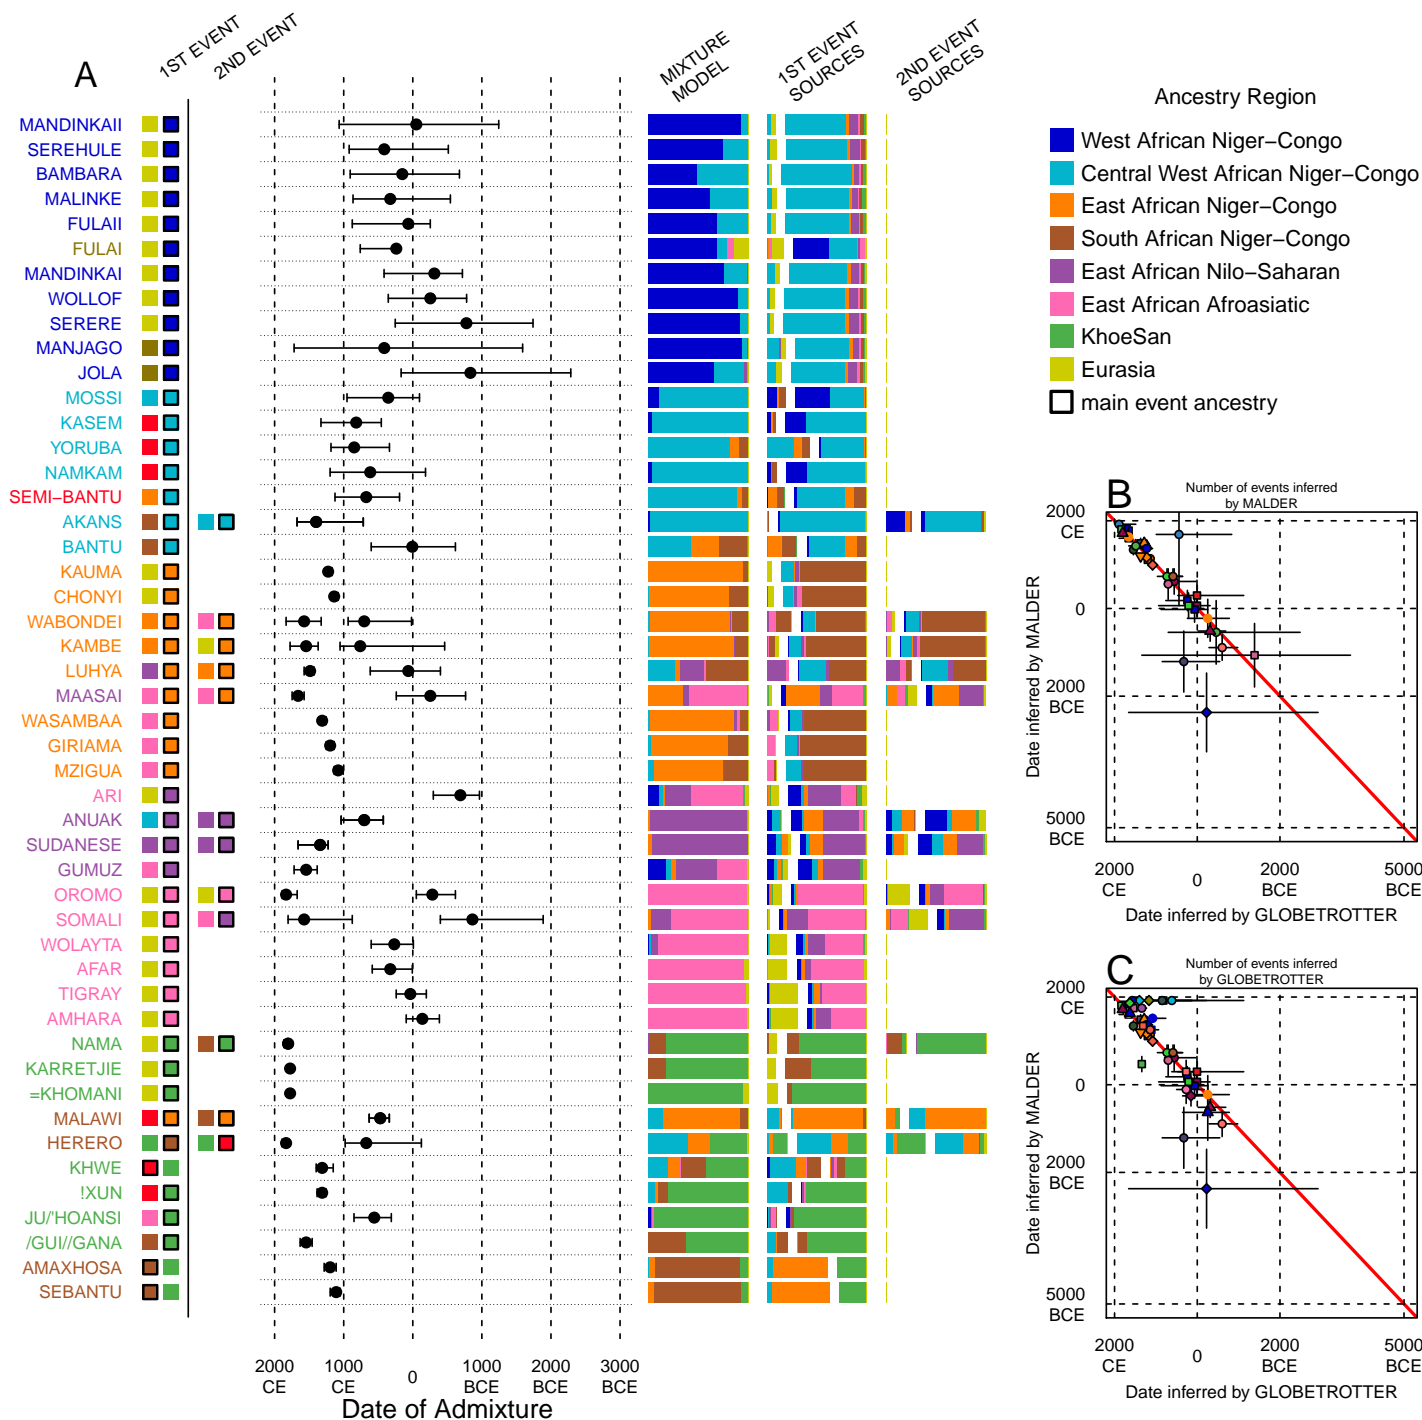 A
1ST EVENT
2ND EVENT
MIXTURE
MODEL
1ST EVENT
SOURCES
2ND EVENT
SOURCES
MANDINKAII
SEREHULE
BAMBARA
MALINKE
FULAII
FULAI
MANDINKAI
WOLLOF
SERERE
MANJAGO
JOLA
MOSSI
KASEM
YORUBA
NAMKAM
SEMI−BANTU
AKANS
BANTU
KAUMA
CHONYI
WABONDEI
KAMBE
LUHYA
MAASAI
WASAMBAA
GIRIAMA
MZIGUA
ARI
ANUAK
SUDANESE
GUMUZ
OROMO
SOMALI
WOLAYTA
AFAR
TIGRAY
AMHARA
NAMA
KARRETJIE
=KHOMANI
MALAWI
HERERO
KHWE
!XUN
JU/'HOANSI
/GUI//GANA
AMAXHOSA
SEBANTU
2000 1000 0 1000 2000 3000
CE CE BCE BCE BCE
Date of Admixture
Ancestry Region
West African Niger−Congo
Central West African Niger−Congo
East African Niger−Congo
South African Niger−Congo
East African Nilo−Saharan
East African Afroasiatic
KhoeSan
Eurasia
main event ancestry
B
Number of events inferred
by MALDER
Date inferred by MALDER
2000
CE
0
2000
BCE
5000
BCE
2000 0 2000 5000
CE BCE BCE
Date inferred by GLOBETROTTER
C
Number of events inferred
by GLOBETROTTER
Date inferred by MALDER
2000
CE
0
2000
BCE
5000
BCE
2000 0 2000 5000
CE BCE BCE
Date inferred by GLOBETROTTER